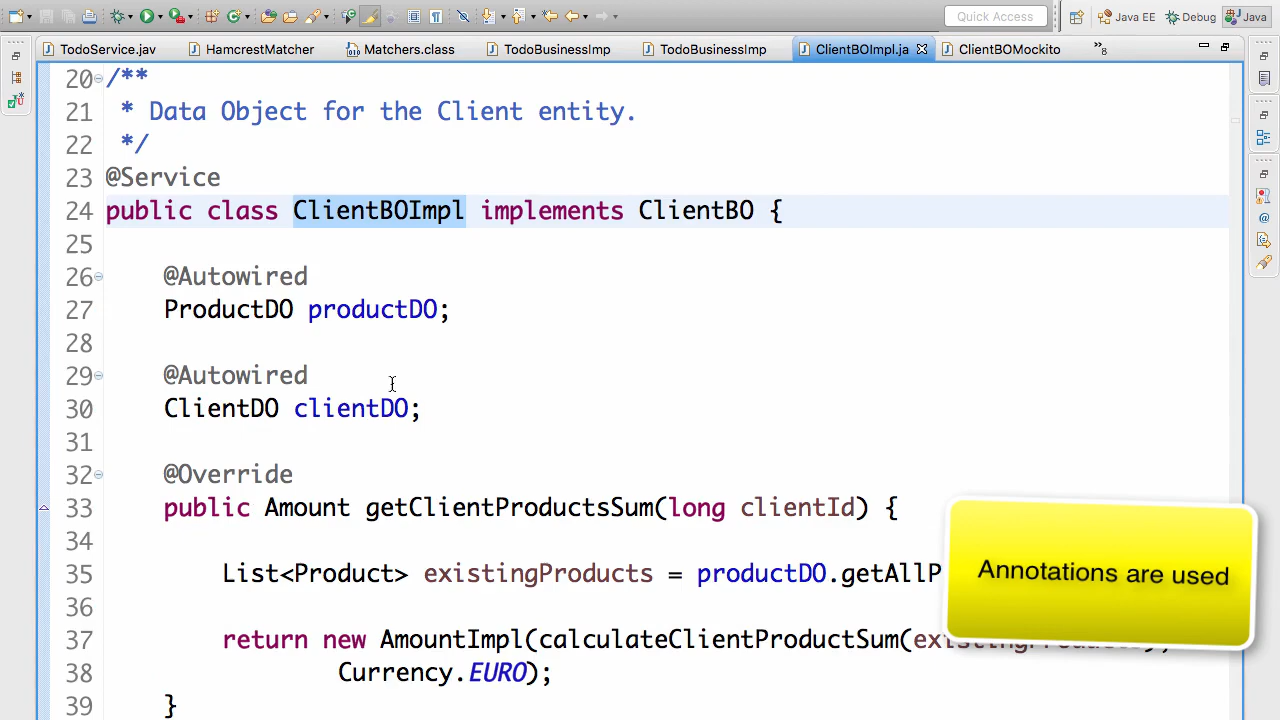 Quick Access
Java EE
Debug
Java
TodoService.jav
HamcrestMatcher
Matchers.class
TodoBusinessImp
TodoBusinessImp
ClientBOImpl.ja
ClientBOMockito
8
20 /**
21 * Data Object for the Client entity.
22 */
23 @Service
24 public class ClientBOImpl implements ClientBO {
25
26 @Autowired
27 ProductDO productDO;
28
29 @Autowired
30 ClientDO clientDO;
31
32 @Override
33 public Amount getClientProductsSum(long clientId) {
34
35 List<Product> existingProducts = productDO.getAllP
36
37 return new AmountImpl(calculateClientProductSum(existingProducts),
38 Currency.EURO);
39 }
Annotations are used